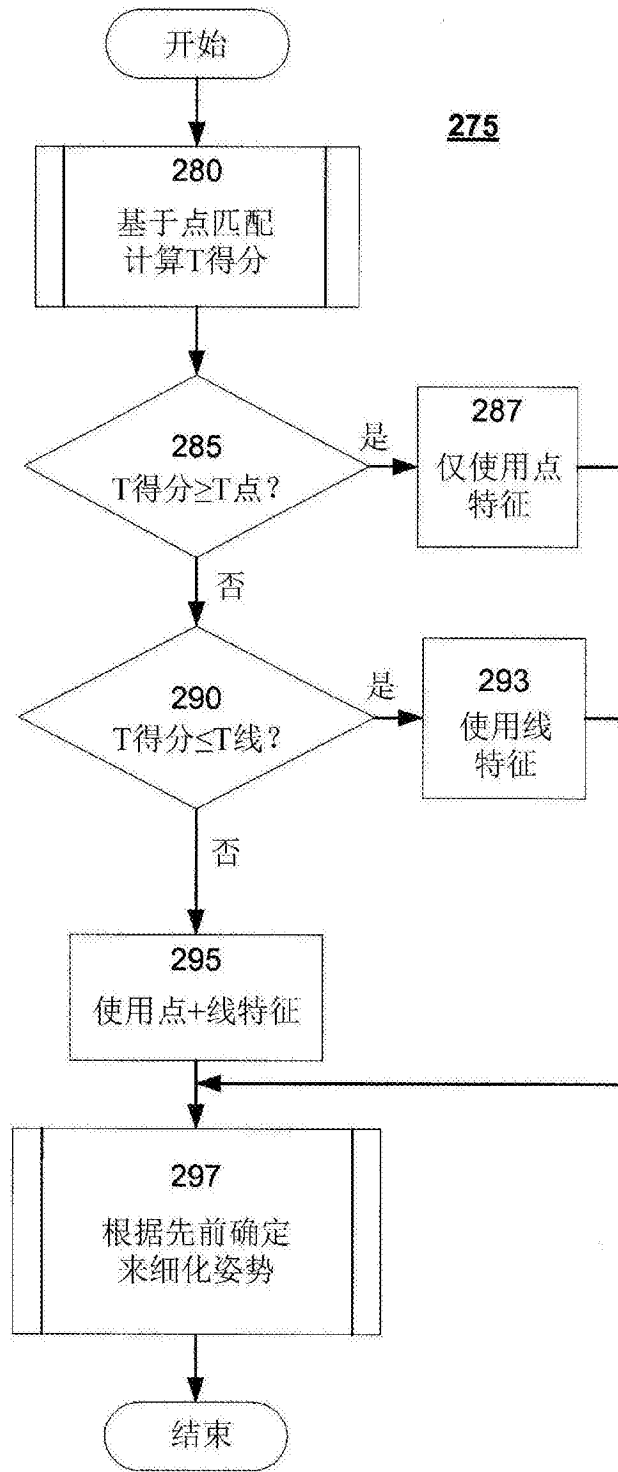 开始
275
280
基于点匹配
计算T得分
285
T得分≥T点?
是
287
仅使用点
特征
否
290
T得分≤T线?
是
293
使用线
特征
否
295
使用点+线特征
297
根据先前确定
来细化姿势
结束